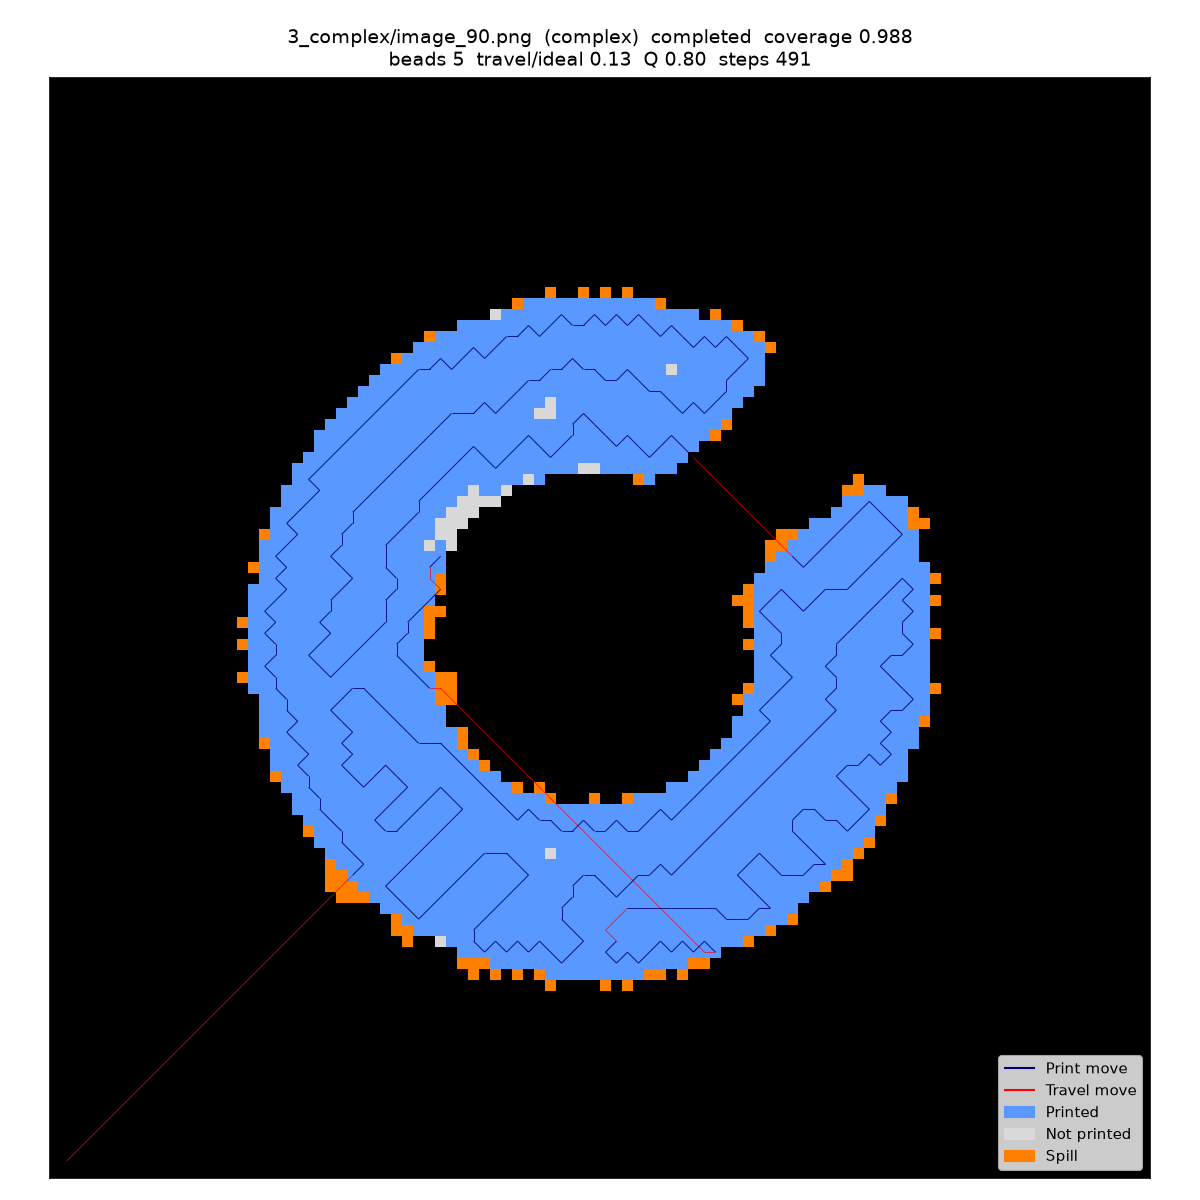 3_complex/image_90.png  (complex)  completed  coverage 0.988
beads 5  travel/ideal 0.13  Q 0.80  steps 491
Print move
Travel move
Printed
Not printed
Spill